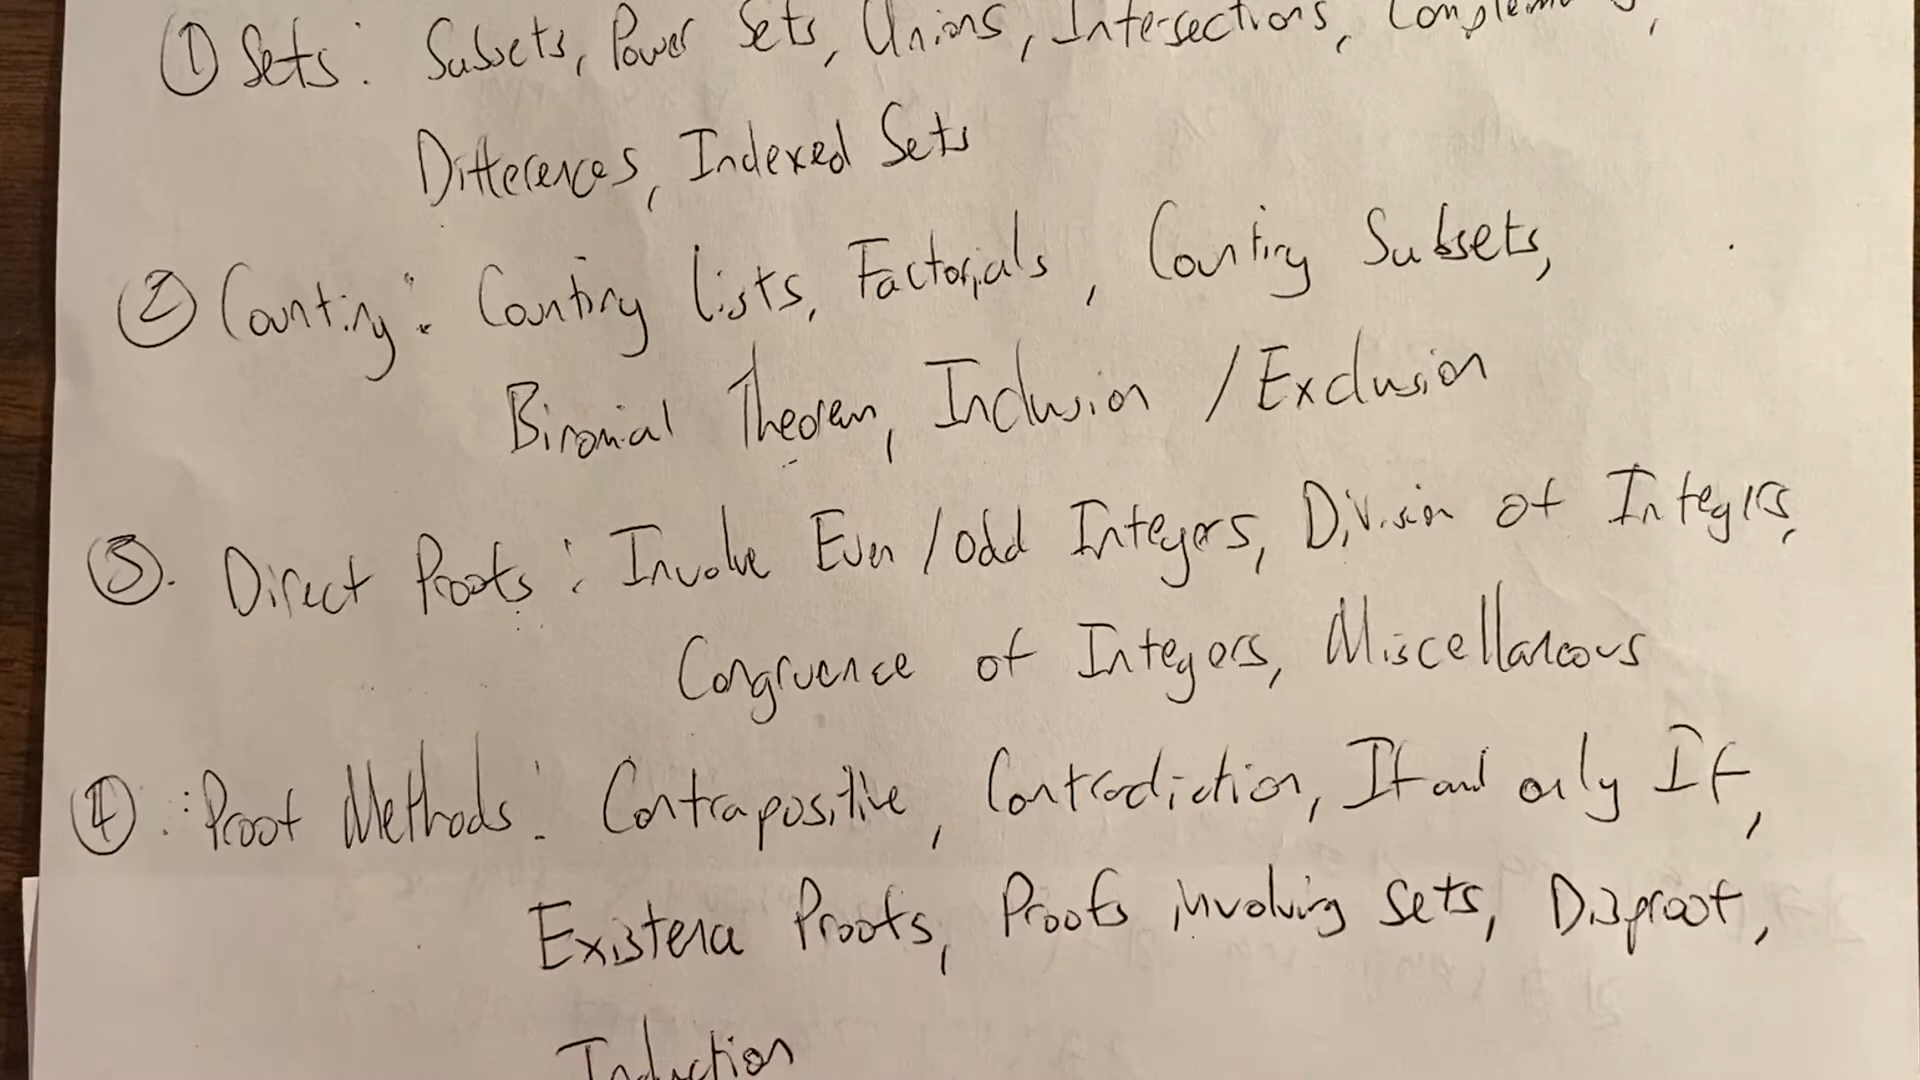 ① Sets: Subsets, Power Sets, Unions, Intersections, Complements,
Differences, Indexed Sets
② Counting: Counting Lists, Factorials, Counting Subsets,
Binomial Theorem, Inclusion / Exclusion
③. Direct Proofs: Involve Even/odd Integers, Division of Integers,
Congruence of Integers, Miscellaneous
④. Proof Methods: Contrapositive, Contradiction, If and only If,
Existence Proofs, Proofs involving Sets, Disproof,
Induction